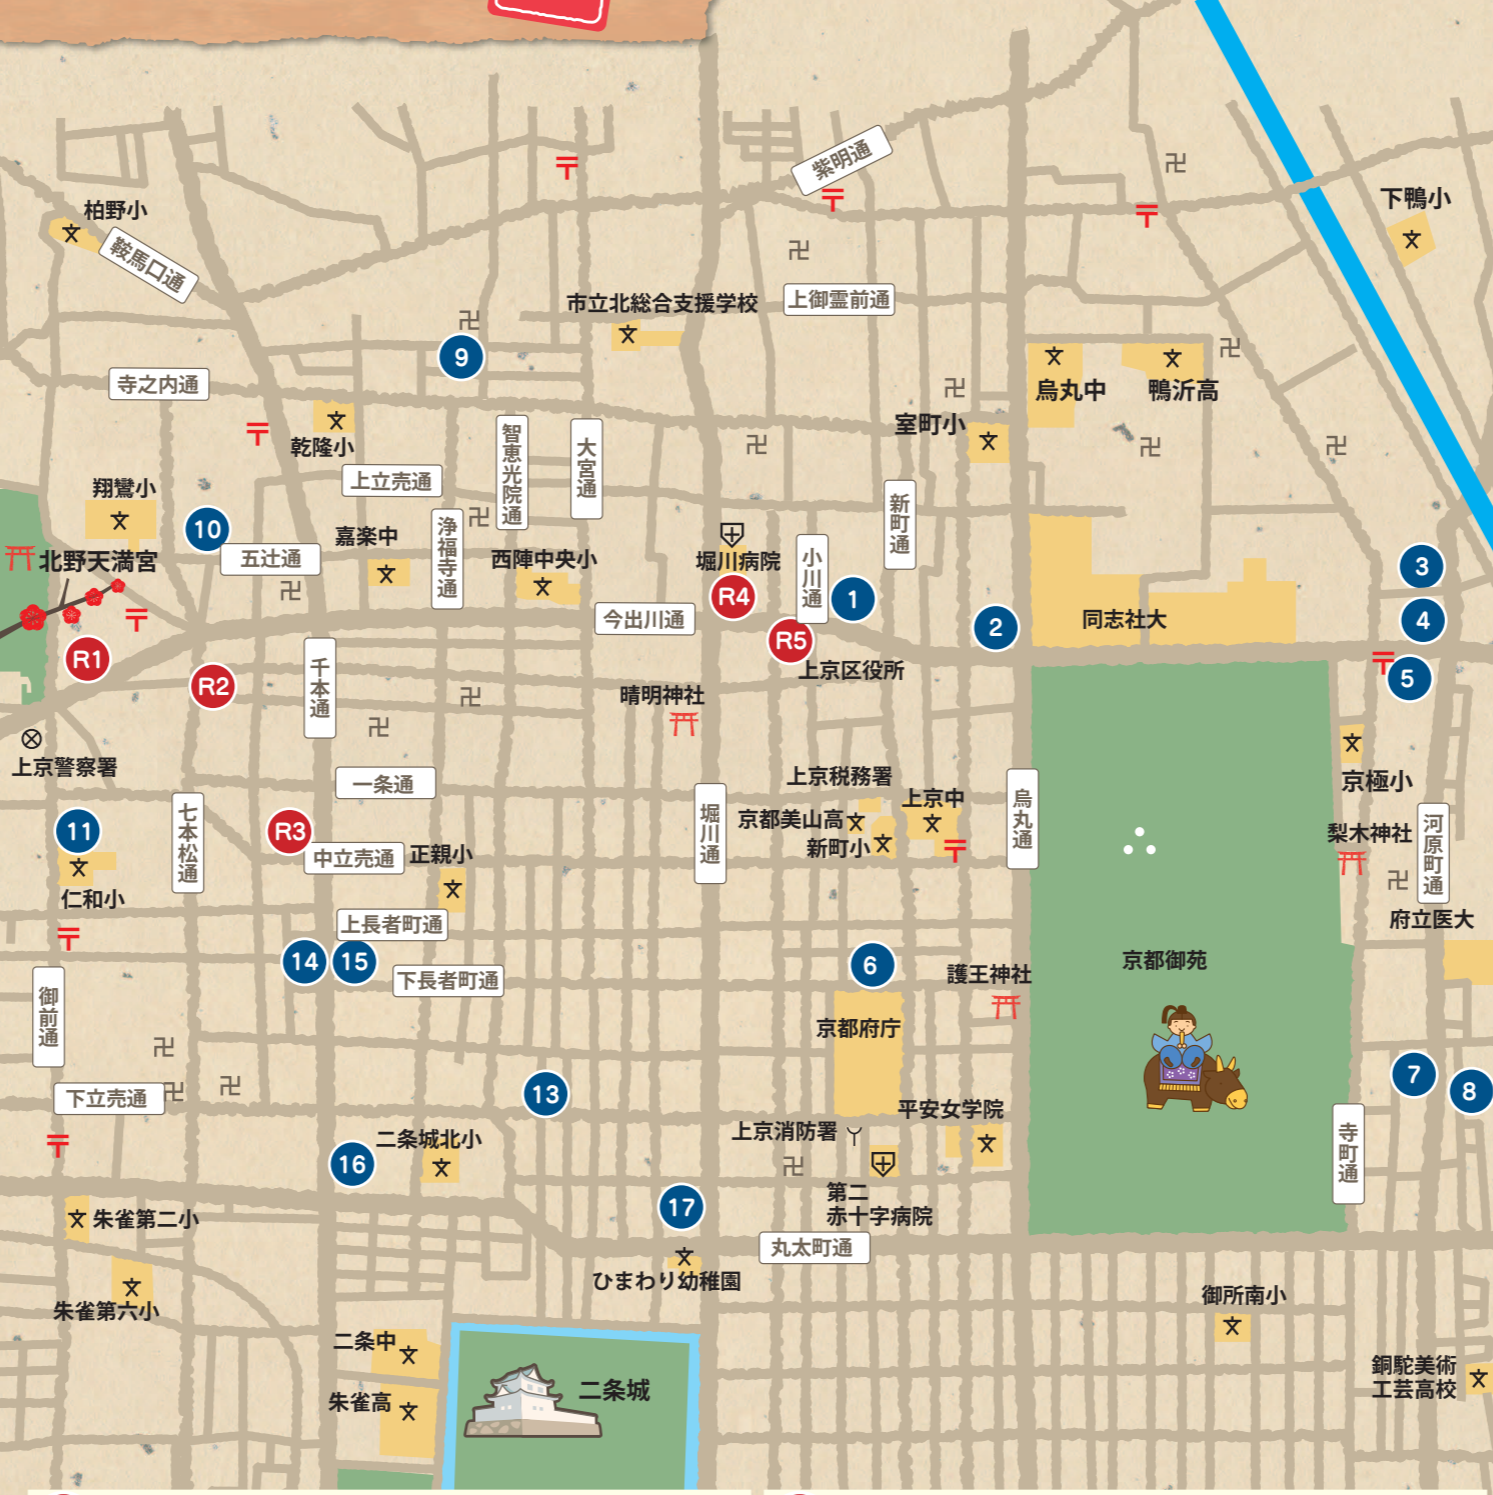 紫明通
柏野小
下鴨小
鞍馬口通
市立北総合支援学校
上御霊前通
9
寺之内通
烏丸中
鴨沂高
室町小
乾隆小
智恵光院通
大宮通
上立売通
翔鸞小
新町通
10
嘉楽中
浄福寺通
五辻通
北野天満宮
西陣中央小
堀川病院
小川通
3
R4
1
今出川通
2
同志社大
4
R5
R1
R2
千本通
上京区役所
5
晴明神社
上京警察署
一条通
上京税務署
上京中
烏丸通
京極小
七本松通
堀川通
京都美山高
新町小
梨木神社
河原町通
11
R3
中立売通
正親小
仁和小
府立医大
上長者町通
14
15
下長者町通
6
護王神社
京都御苑
御前通
京都府庁
下立売通
13
7
8
平安女学院
上京消防署
二条城北小
16
寺町通
第二
赤十字病院
17
朱雀第二小
丸太町通
ひまわり幼稚園
朱雀第六小
御所南小
二条中
二条城
朱雀高
銅駝美術
工芸高校